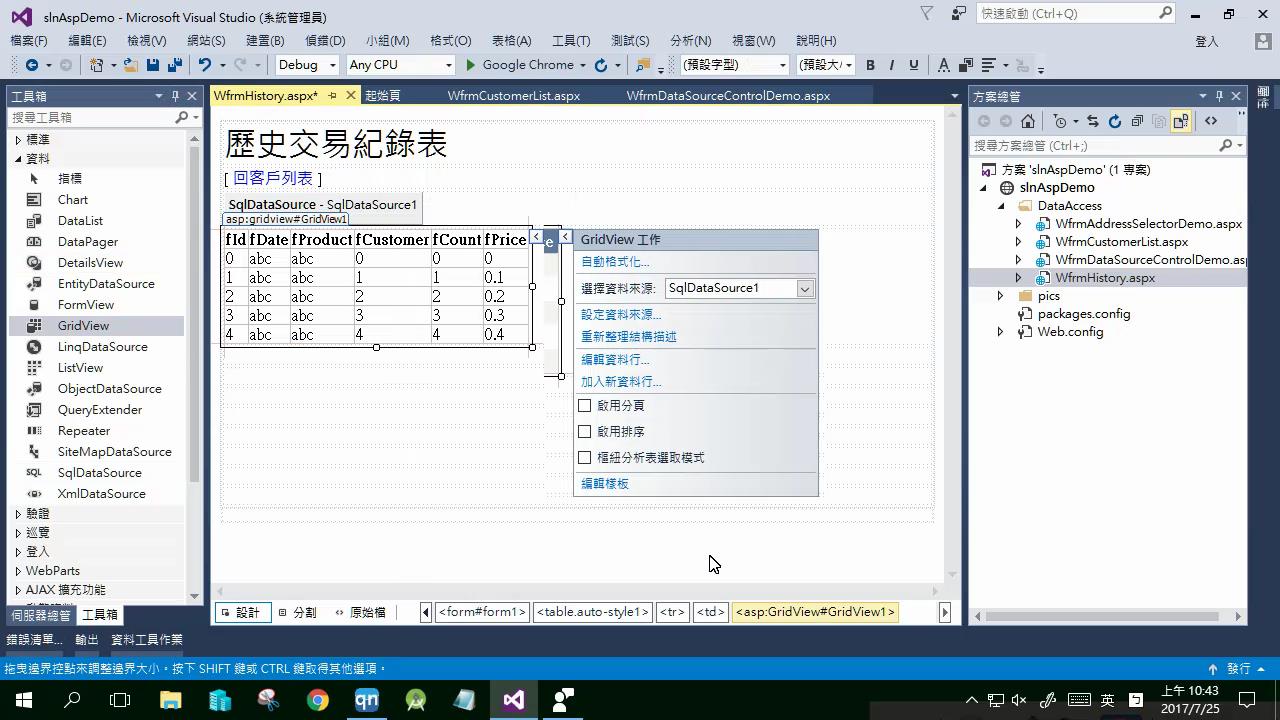 slnAspDemo - Microsoft Visual Studio (系統管理員)
快速啟動 (Ctrl+Q)
檔案(F) 編輯(E) 檢視(V) 網站(S) 建置(B) 偵錯(D) 小組(M) 格式(O) 表格(A) 工具(T) 測試(S) 分析(N) 視窗(W) 說明(H) 登入
Debug Any CPU Google Chrome (預設字型) (預設大/ B I U A
工具箱
搜尋工具箱
標準
資料
指標
Chart
DataList
DataPager
DetailsView
EntityDataSource
FormView
GridView
LinqDataSource
ListView
ObjectDataSource
QueryExtender
Repeater
SiteMapDataSource
SQL SqlDataSource
XmlDataSource
驗證
巡覽
登入
WebParts
AJAX 擴充功能
伺服器總管 工具箱
WfrmHistory.aspx* 起始頁 WfrmCustomerList.aspx WfrmDataSourceControlDemo.aspx
歷史交易紀錄表
[ 回客戶列表 ]
SqlDataSource - SqlDataSource1
asp:gridview#GridView1
fId fDate fProduct fCustomer fCount fPrice e
0 abc abc 0 0 0
1 abc abc 1 1 0.1
2 abc abc 2 2 0.2
3 abc abc 3 3 0.3
4 abc abc 4 4 0.4
GridView 工作
自動格式化...
選擇資料來源: SqlDataSource1
設定資料來源...
重新整理結構描述
編輯資料行...
加入新資料行...
啟用分頁
啟用排序
樞紐分析表選取模式
編輯樣板
設計 分割 原始檔 <form#form1> <table.auto-style1> <tr> <td> <asp:GridView#GridView1>
方案總管
搜尋方案總管 (Ctrl+;)
方案 'slnAspDemo' (1 專案)
slnAspDemo
DataAccess
WfrmAddressSelectorDemo.aspx
WfrmCustomerList.aspx
WfrmDataSourceControlDemo.asp
WfrmHistory.aspx
pics
packages.config
Web.config
錯誤清單... 輸出 資料工具作業
拖曳邊界控點來調整邊界大小。按下 SHIFT 鍵或 CTRL 鍵取得其他選項。 發行
qn 英 上午 10:43
2017/7/25